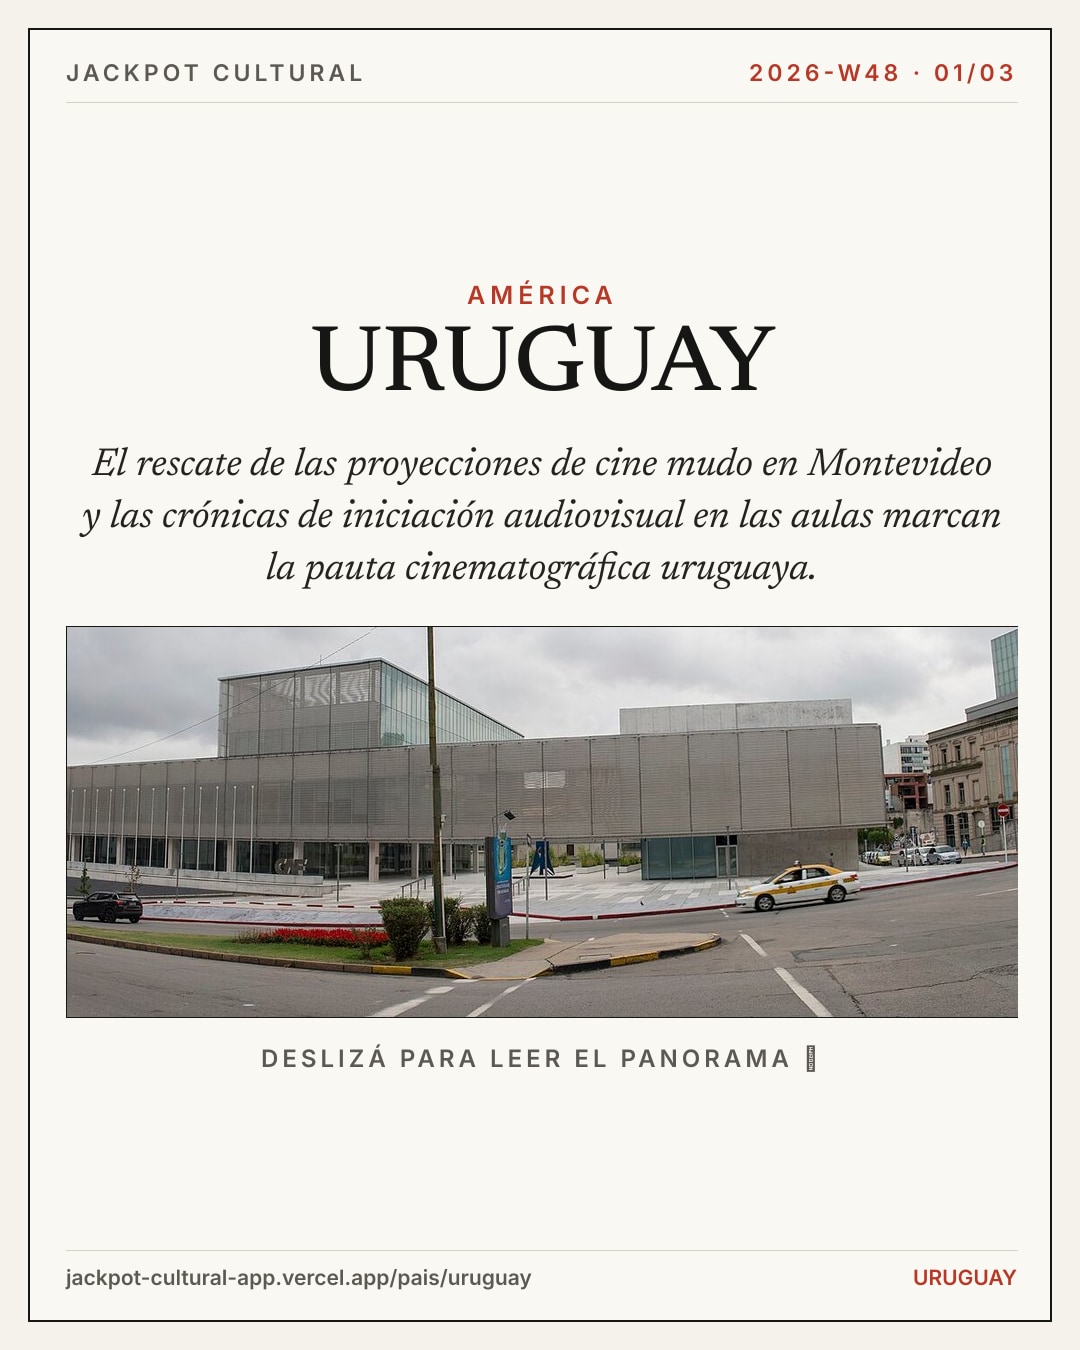 JACKPOT CULTURAL
2026-W48 · 01/03
AMÉRICA
URUGUAY
El rescate de las proyecciones de cine mudo en Montevideo
y las crónicas de iniciación audiovisual en las aulas marcan
la pauta cinematográfica uruguaya.
DESLIZÁ PARA LEER EL PANORAMA
jackpot-cultural-app.vercel.app/pais/uruguay
URUGUAY